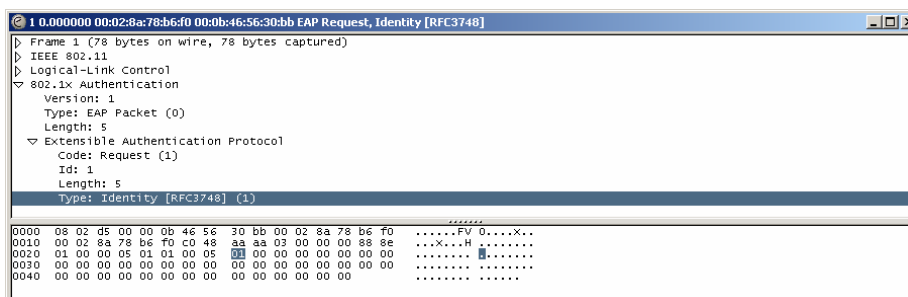 1 0.000000 00:02:8a:78:b6:f0 00:0b:46:56:30:bb EAP Request, Identity [RFC3748]
Frame 1 (78 bytes on wire, 78 bytes captured)
IEEE 802.11
Logical-Link Control
802.1x Authentication
Version: 1
Type: EAP Packet (0)
Length: 5
Extensible Authentication Protocol
Code: Request (1)
Id: 1
Length: 5
Type: Identity [RFC3748] (1)
0000 08 02 d5 00 00 0b 46 56 30 bb 00 02 8a 78 b6 f0 ......FV 0....x..
0010 00 02 8a 78 b6 f0 c0 48 aa aa 03 00 00 00 88 8e ...x...H ........
0020 01 00 00 05 01 01 00 05 01 00 00 00 00 00 00 00 ........ ........
0030 00 00 00 00 00 00 00 00 00 00 00 00 00 00 00 00 ........ ........
0040 00 00 00 00 00 00 00 00 00 00 00 00 00 00 ........ ......